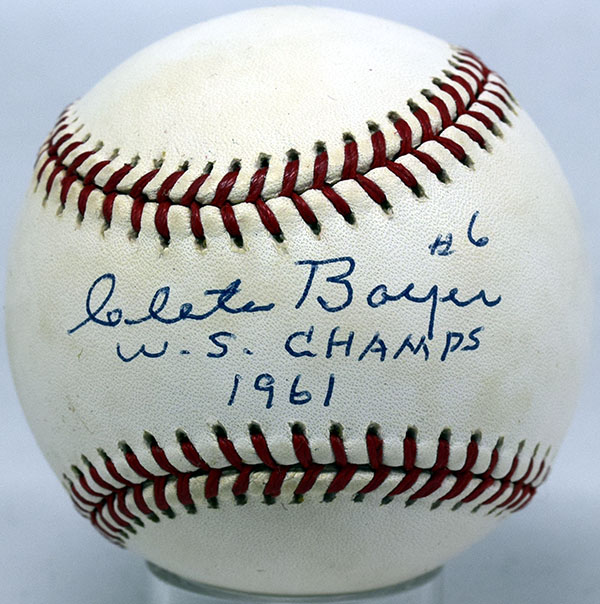 #6
Clete Boyer
W.S. CHAMPS
1961